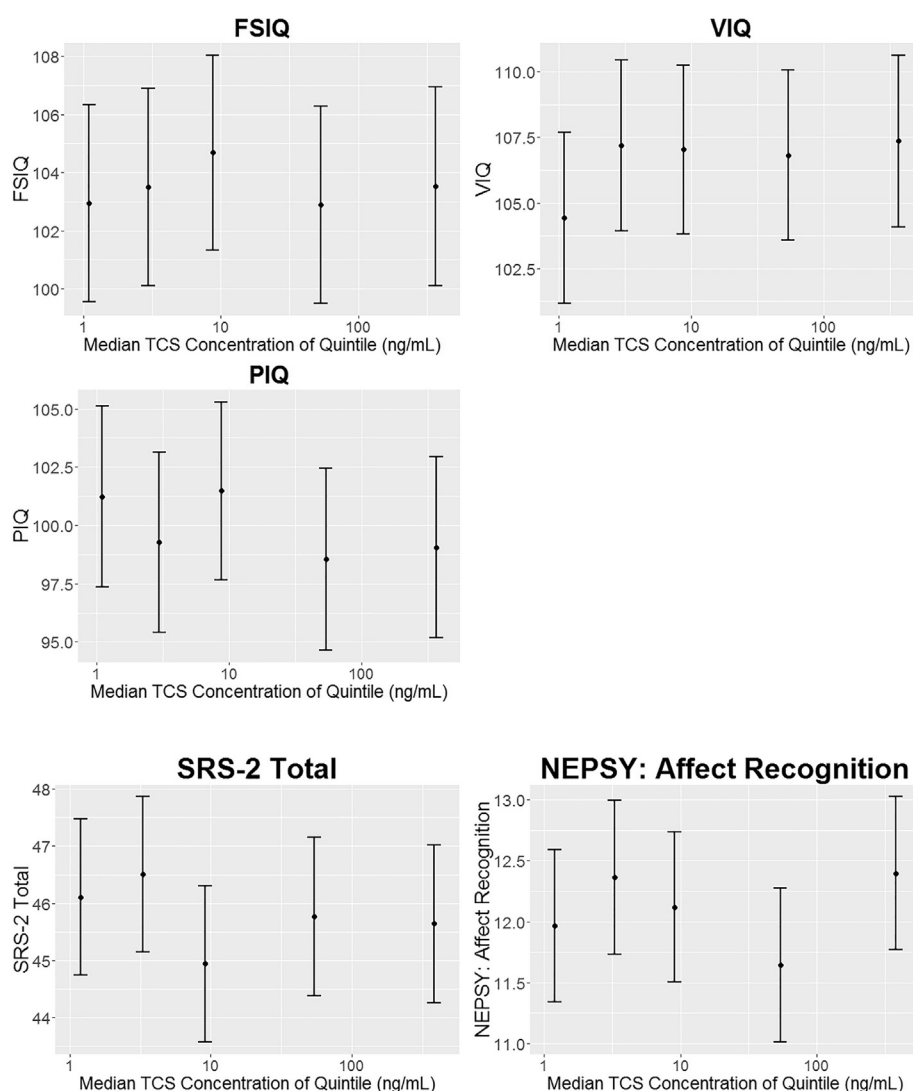 FSIQ
108
106
104
102
100
FSIQ
1
10
100
Median TCS Concentration of Quintile (ng/mL)
VIQ
110.0
107.5
105.0
102.5
VIQ
1
10
100
Median TCS Concentration of Quintile (ng/mL)
PIQ
105.0
102.5
100.0
97.5
95.0
PIQ
1
10
100
Median TCS Concentration of Quintile (ng/mL)
SRS-2 Total
48
47
46
45
44
SRS-2 Total
1
10
100
Median TCS Concentration of Quintile (ng/mL)
NEPSY: Affect Recognition
13.0
12.5
12.0
11.5
11.0
NEPSY: Affect Recognition
1
10
100
Median TCS Concentration of Quintile (ng/mL)